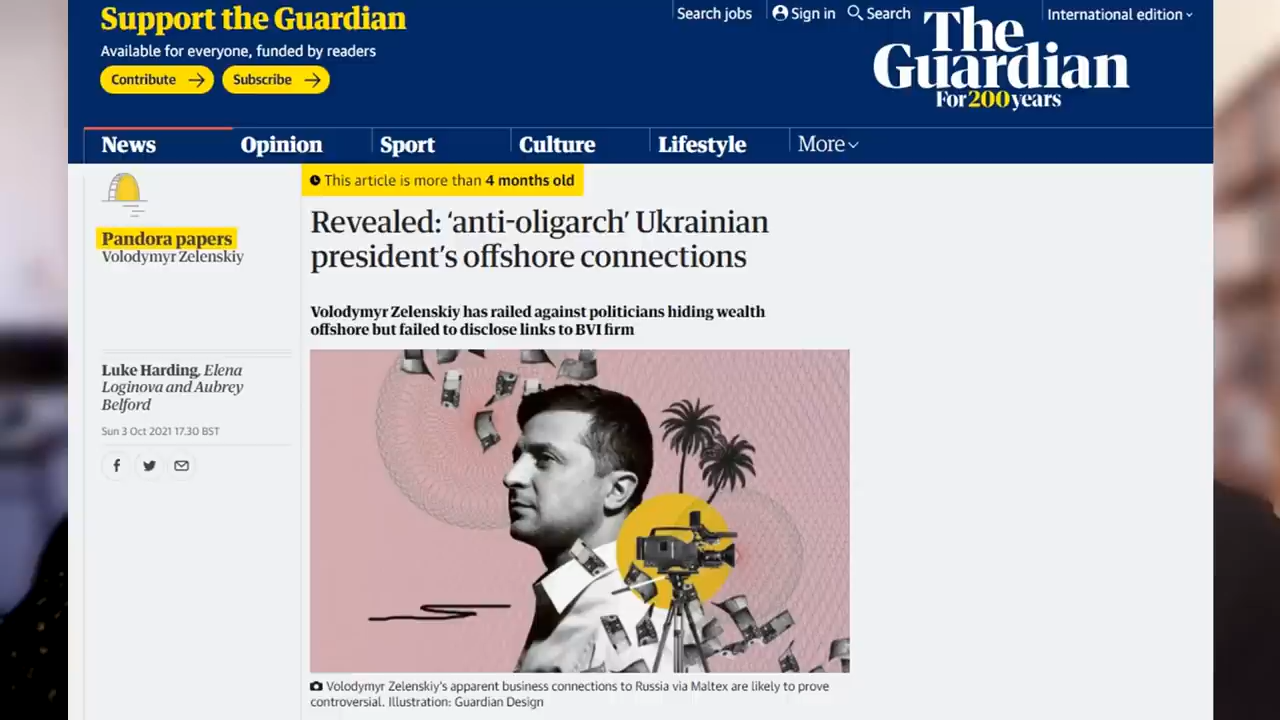 Support the Guardian
Available for everyone, funded by readers
Contribute
Subscribe
Search jobs
Sign in
Search
International edition
The
Guardian
For 200 years
News
Opinion
Sport
Culture
Lifestyle
More
Pandora papers
Volodymyr Zelenskiy
This article is more than 4 months old
Revealed: ‘anti-oligarch’ Ukrainian
president’s offshore connections
Volodymyr Zelenskiy has railed against politicians hiding wealth
offshore but failed to disclose links to BVI firm
Luke Harding, Elena
Loginova and Aubrey
Belford
Sun 3 Oct 2021 17.30 BST
Volodymyr Zelenskiy’s apparent business connections to Russia via Maltex are likely to prove
controversial. Illustration: Guardian Design